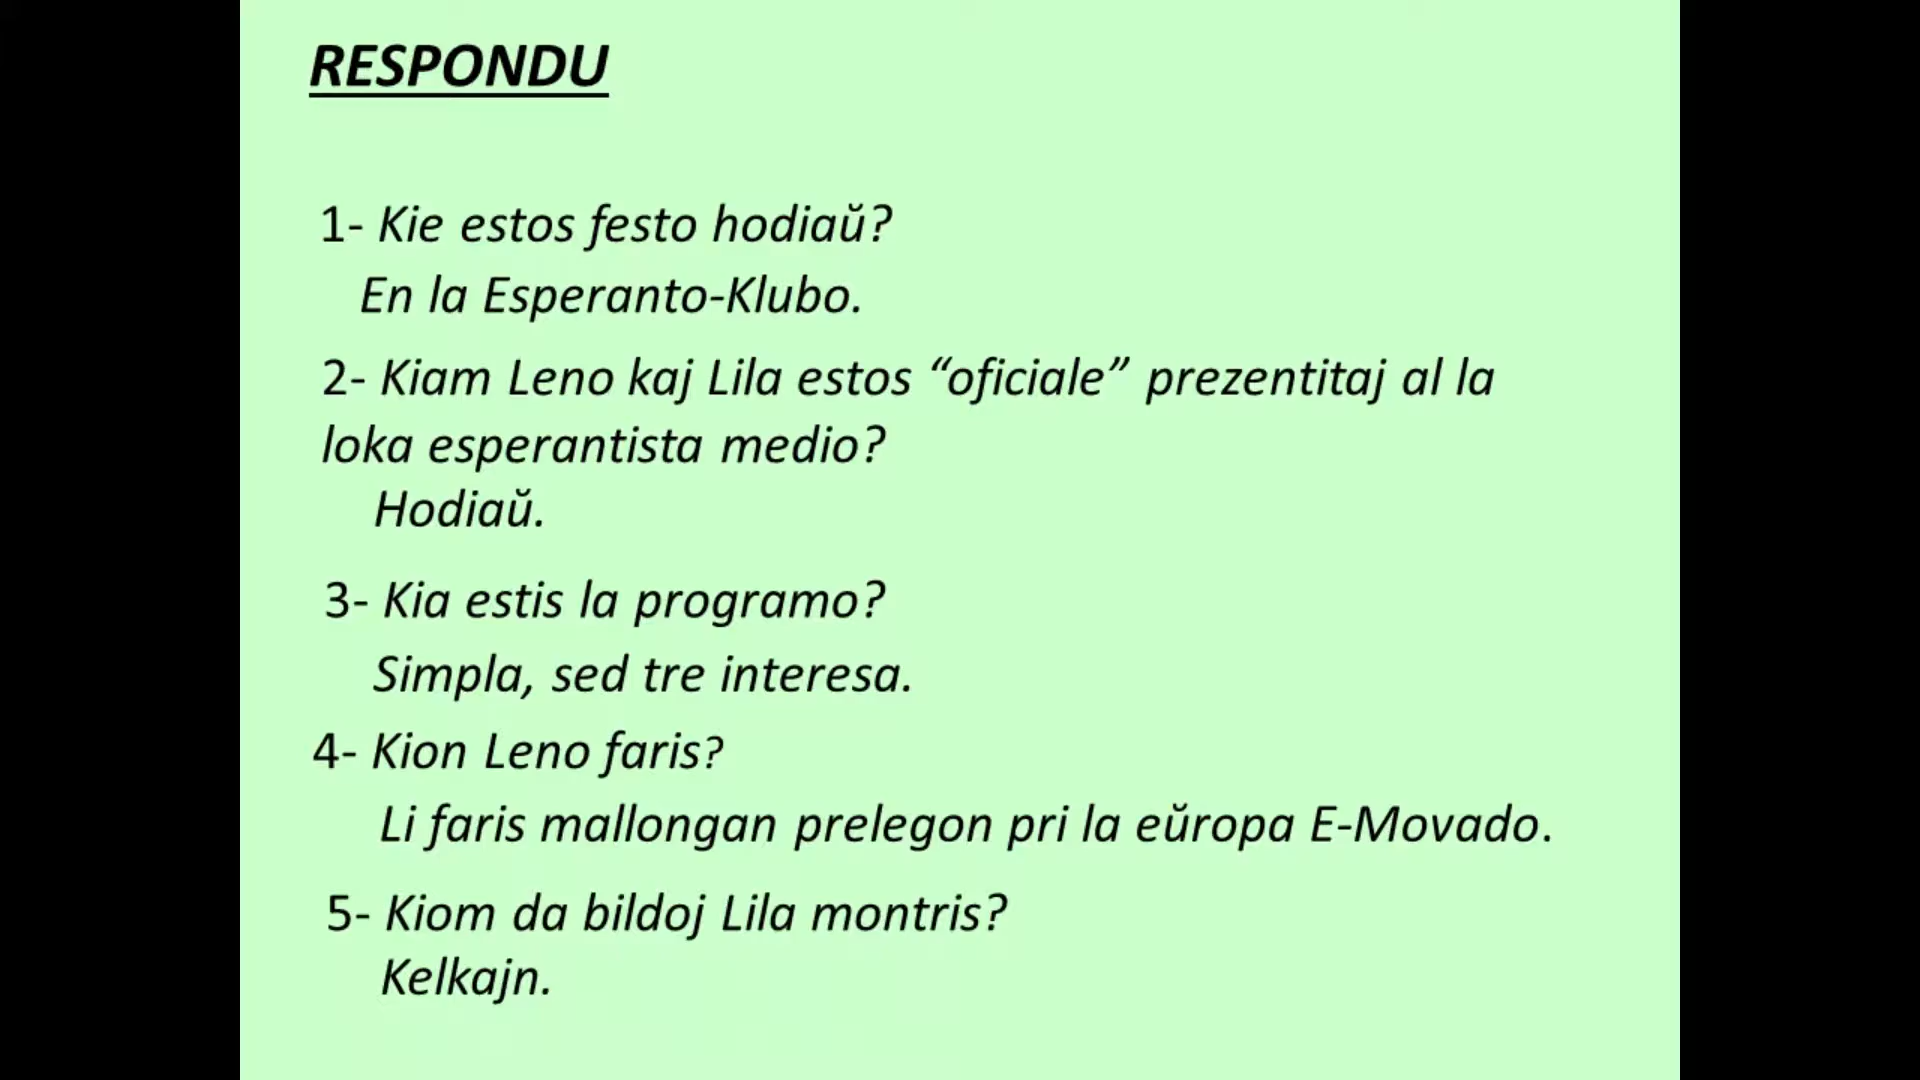 RESPONDU
1- Kie estos festo hodiaŭ?
En la Esperanto-Klubo.
2- Kiam Leno kaj Lila estos “oficiale” prezentitaj al la
loka esperantista medio?
Hodiaŭ.
3- Kia estis la programo?
Simpla, sed tre interesa.
4- Kion Leno faris?
Li faris mallongan prelegon pri la eŭropa E-Movado.
5- Kiom da bildoj Lila montris?
Kelkajn.